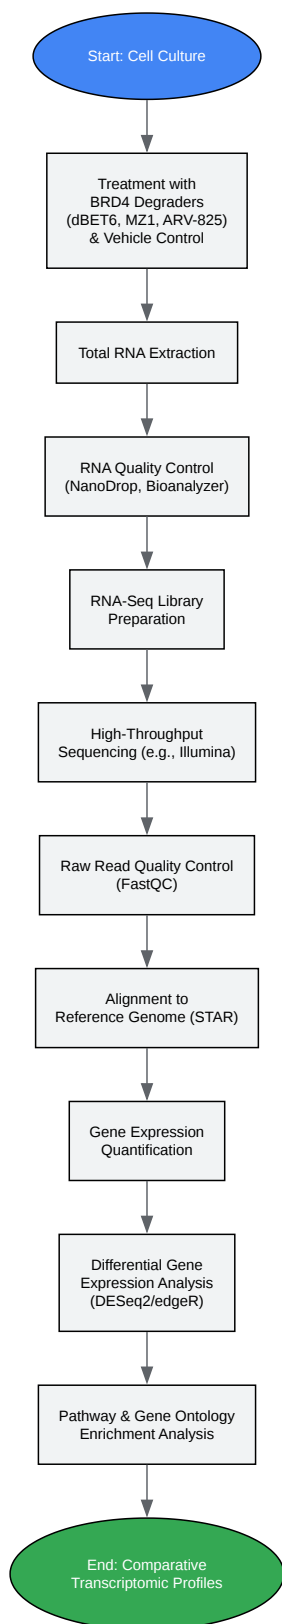 Start: Cell Culture
Treatment with
BRD4 Degraders
(dBET6, MZ1, ARV-825)
& Vehicle Control
Total RNA Extraction
RNA Quality Control
(NanoDrop, Bioanalyzer)
RNA-Seq Library
Preparation
High-Throughput
Sequencing (e.g., Illumina)
Raw Read Quality Control
(FastQC)
Alignment to
Reference Genome (STAR)
Gene Expression
Quantification
Differential Gene
Expression Analysis
(DESeq2/edgeR)
Pathway & Gene Ontology
Enrichment Analysis
End: Comparative
Transcriptomic Profiles